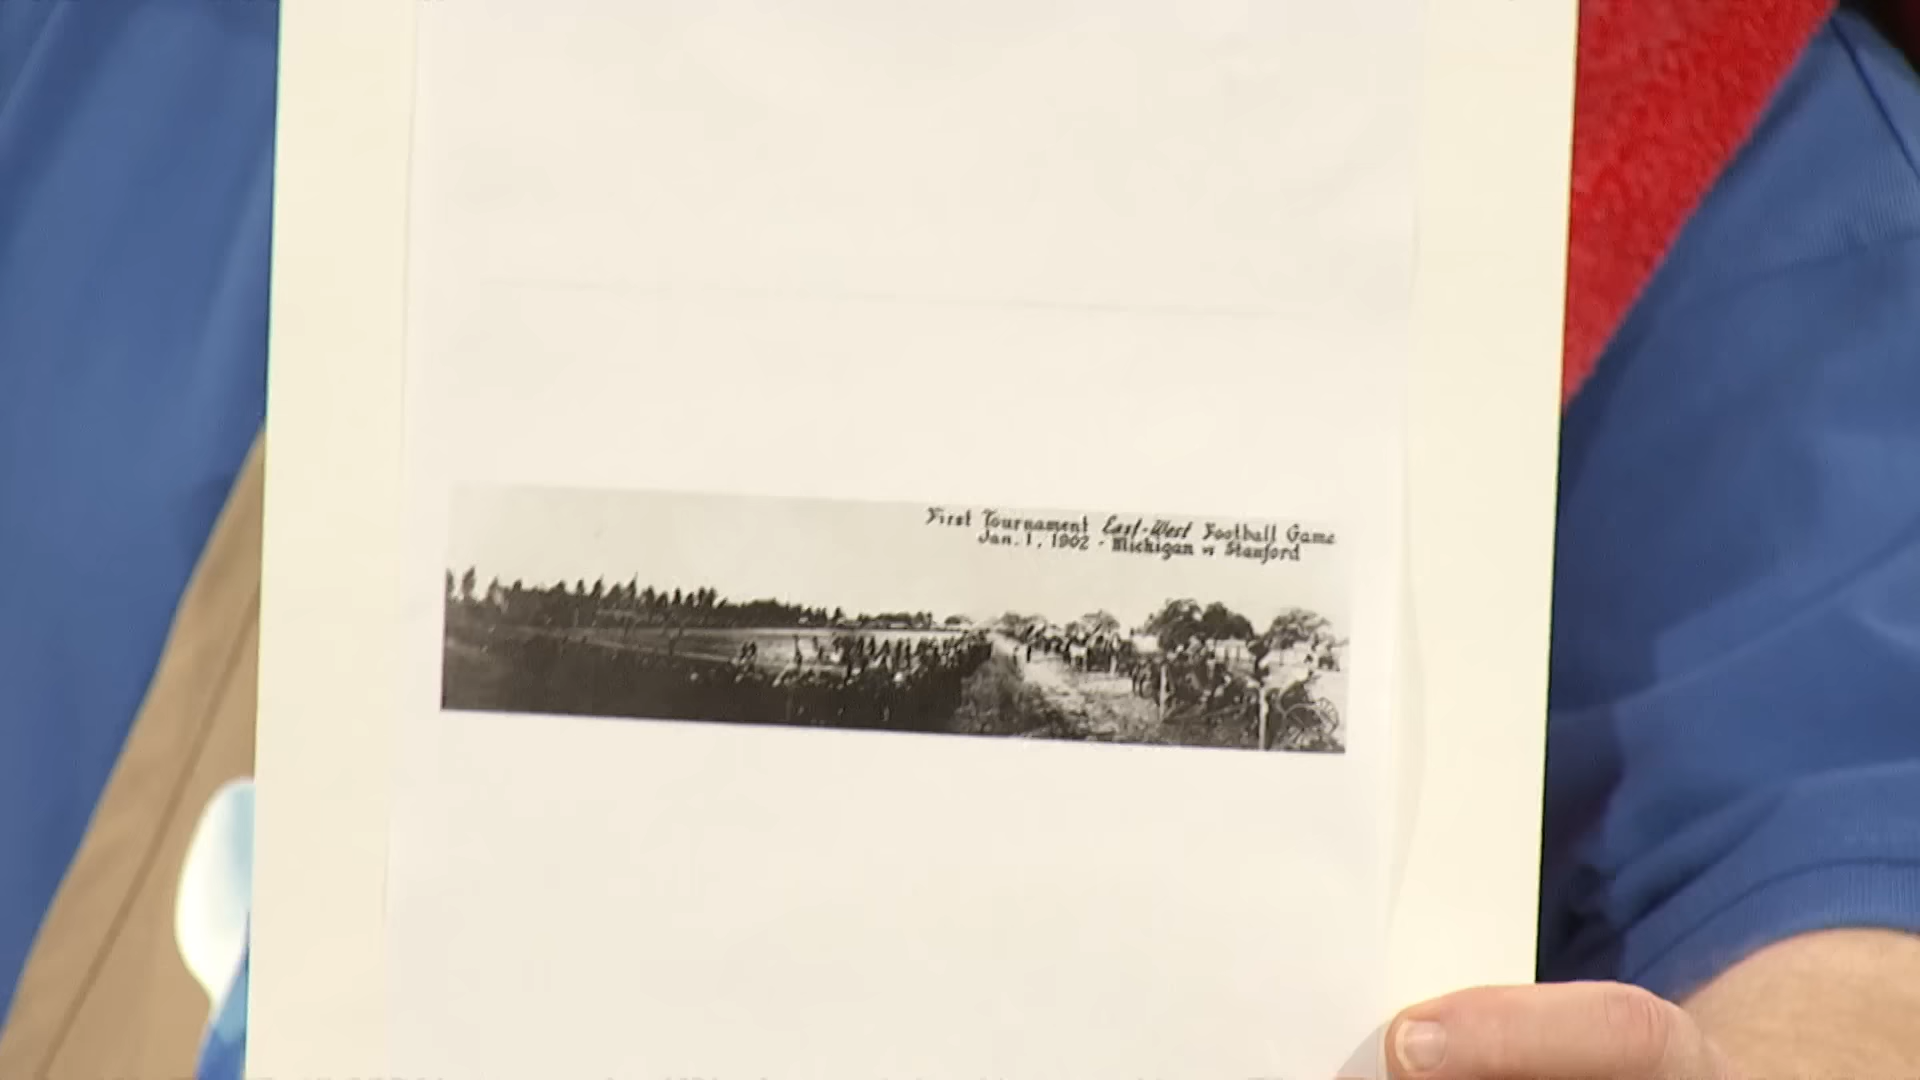 First Tournament East-West Football Game
Jan. 1, 1902 - Michigan vs Stanford